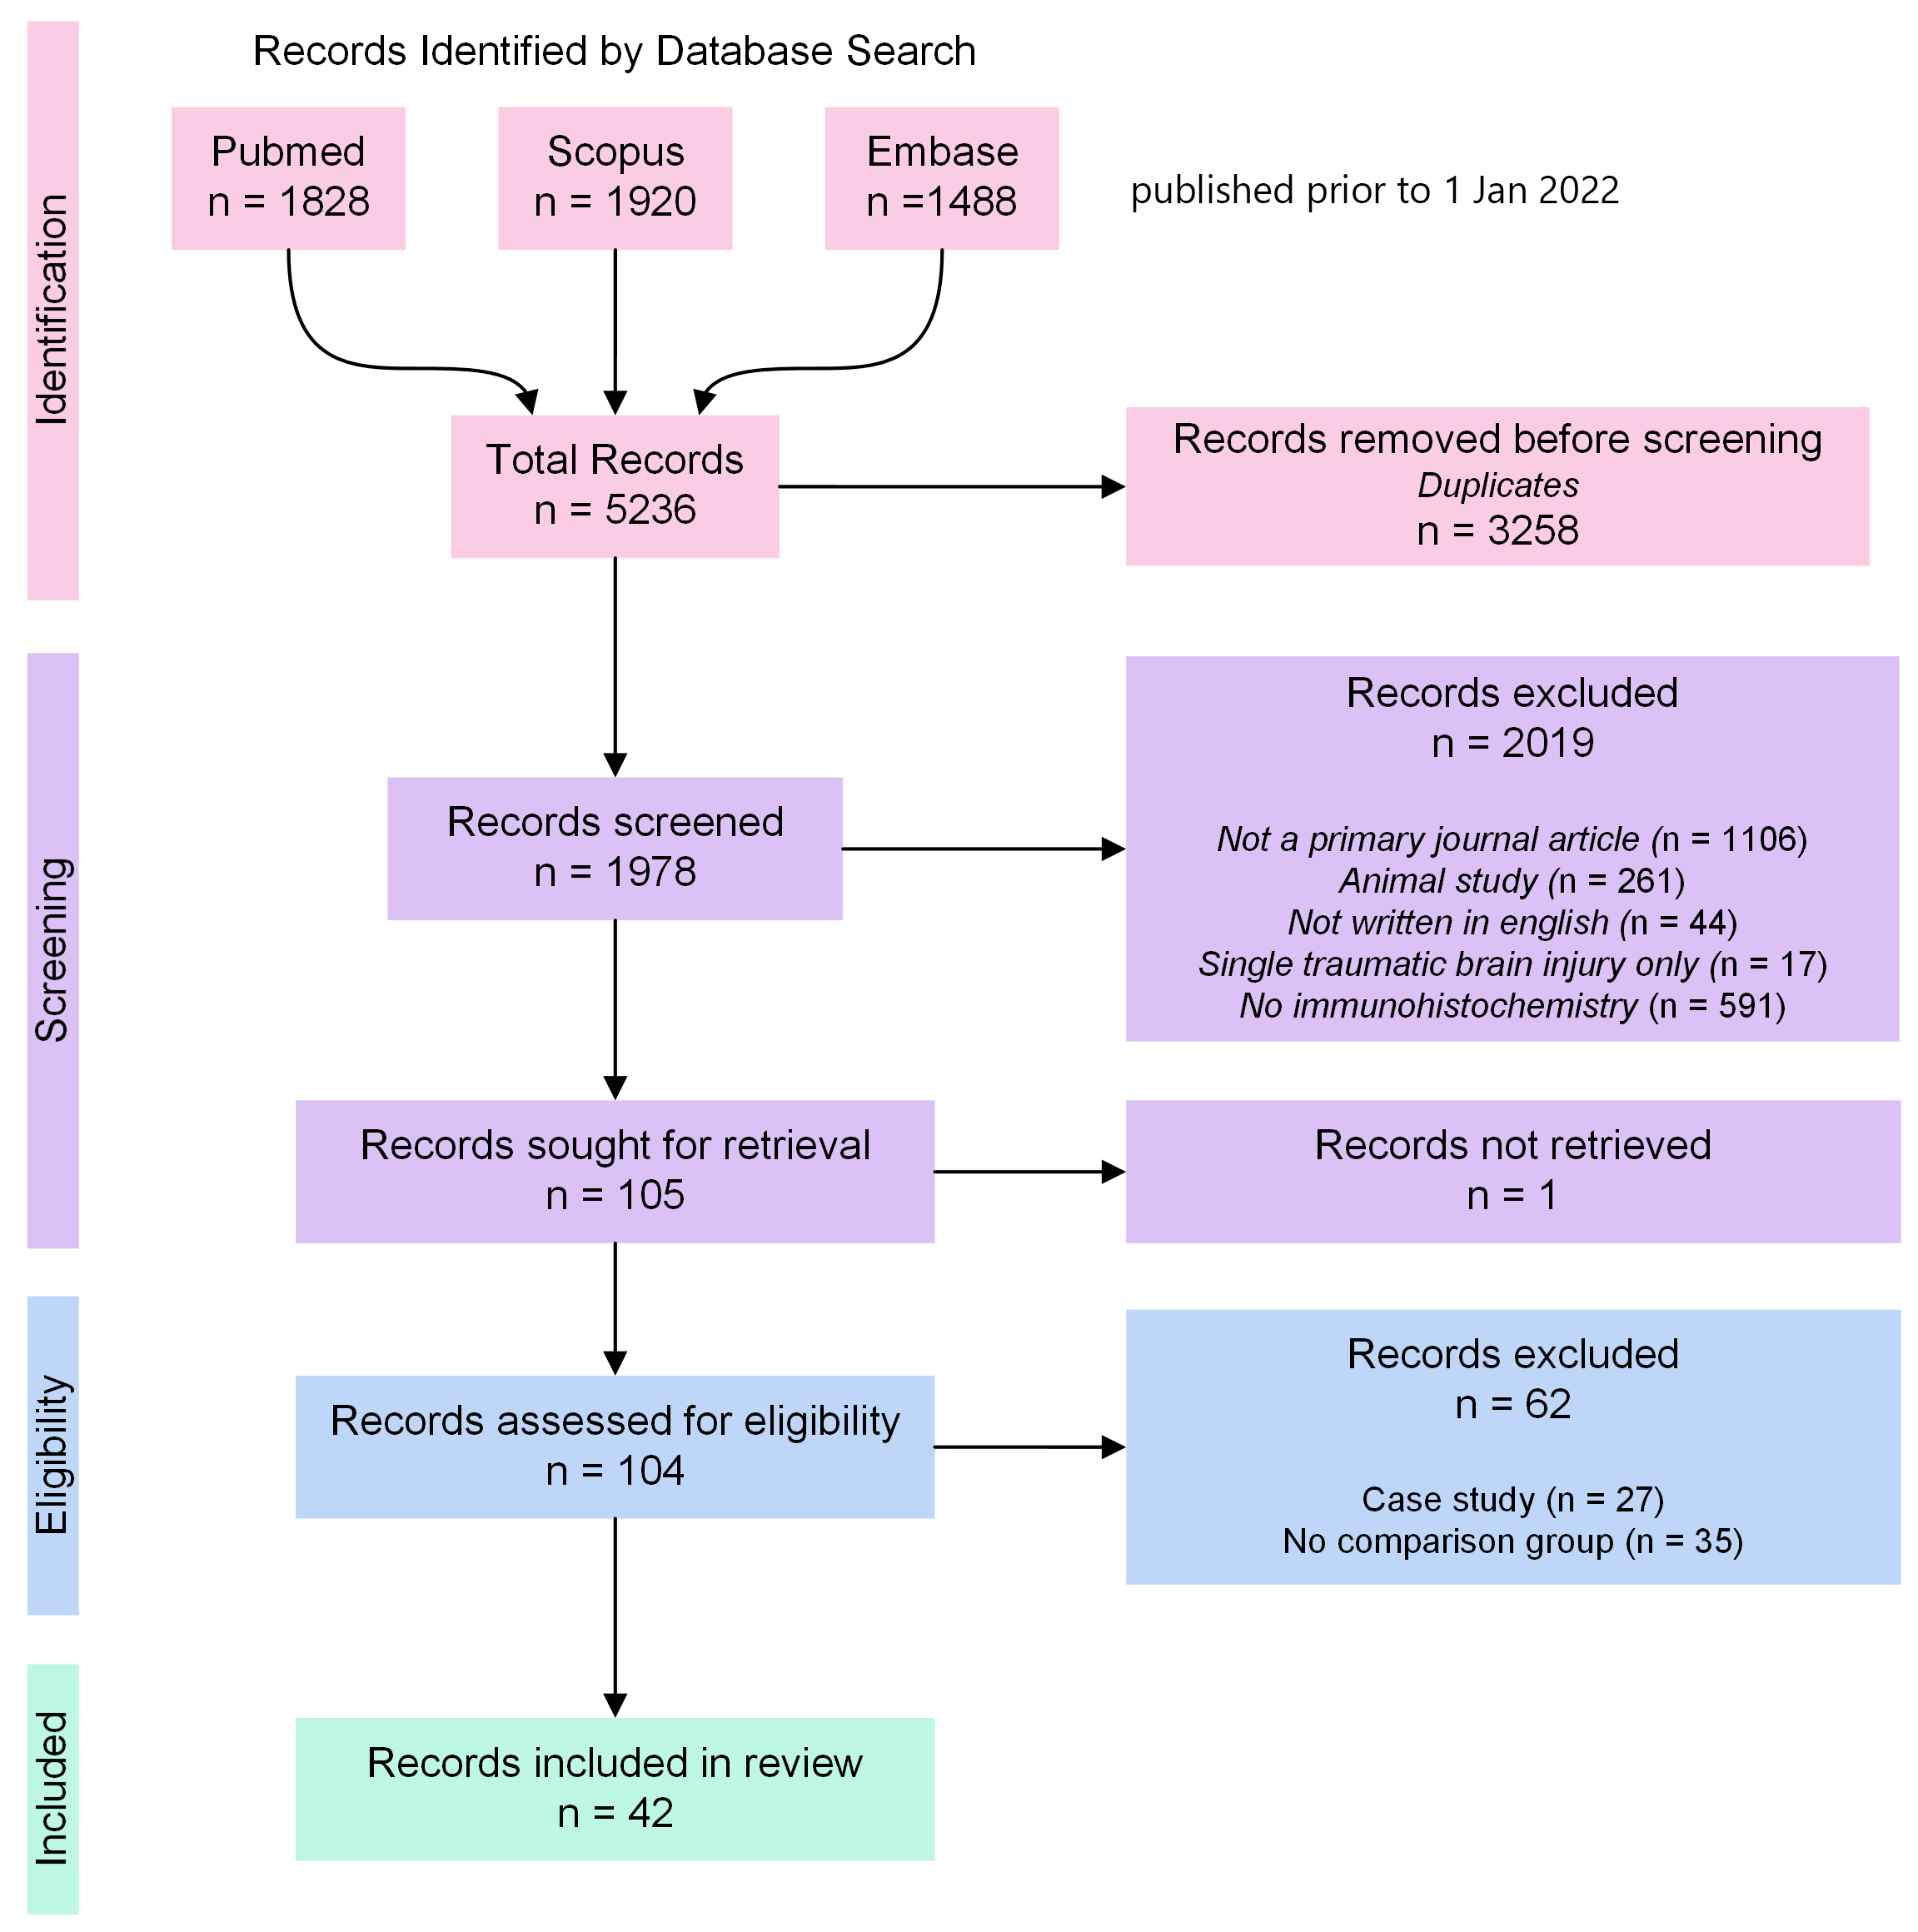 Records Identified by Database Search
Pubmed
n = 1828
Scopus
n = 1920
Embase
n =1488
published prior to 1 Jan 2022
Identification
Total Records
n = 5236
Records removed before screening
Duplicates
n = 3258
Screening
Records screened
n = 1978
Records excluded
n = 2019
Not a primary journal article (n = 1106)
Animal study (n = 261)
Not written in english (n = 44)
Single traumatic brain injury only (n = 17)
No immunohistochemistry (n = 591)
Records sought for retrieval
n = 105
Records not retrieved
n = 1
Eligibility
Records assessed for eligibility
n = 104
Records excluded
n = 62
Case study (n = 27)
No comparison group (n = 35)
Included
Records included in review
n = 42